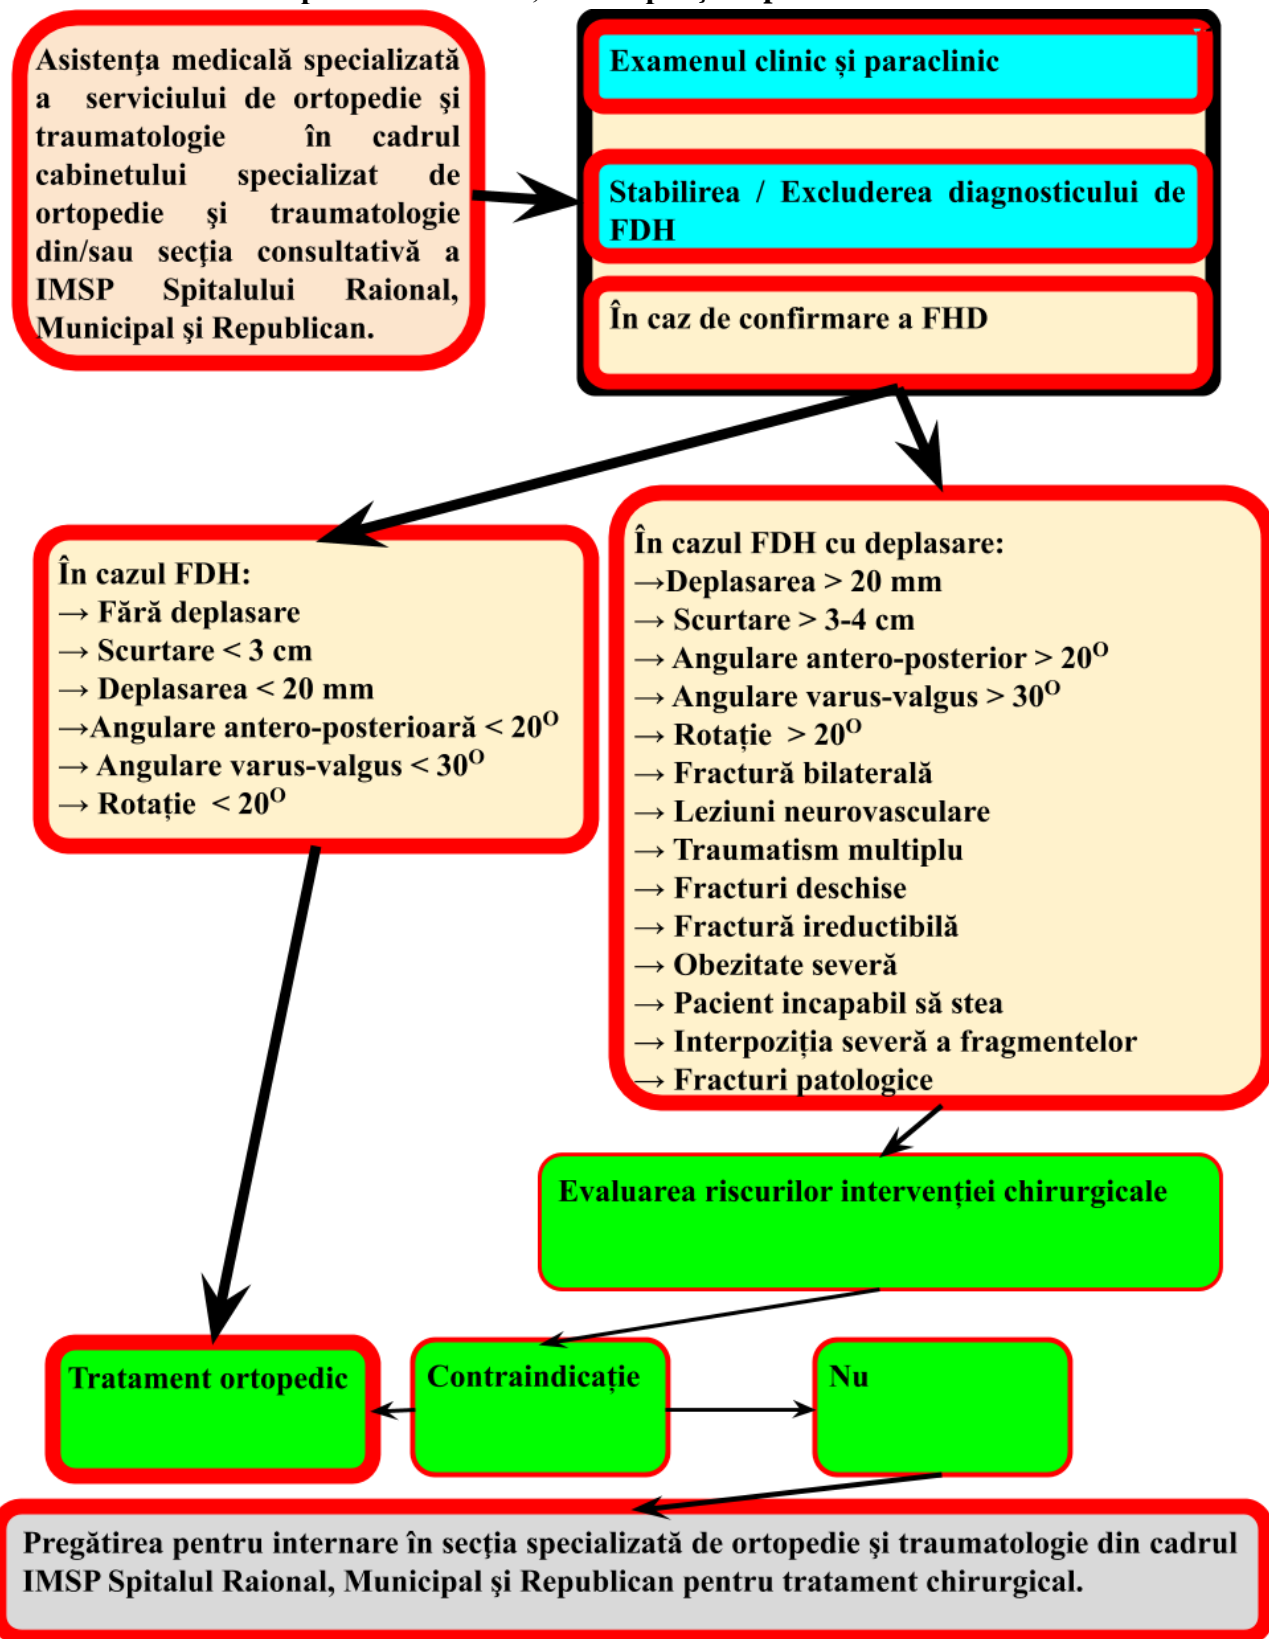 Asistenţa medicală specializată
a serviciului de ortopedie şi
traumatologie în cadrul
cabinetului specializat de
ortopedie şi traumatologie
din/sau secţia consultativă a
IMSP Spitalului Raional,
Municipal şi Republican.
Examenul clinic și paraclinic
Stabilirea / Excluderea diagnosticului de
FDH
În caz de confirmare a FHD
În cazul FDH:
→ Fără deplasare
→ Scurtare < 3 cm
→ Deplasarea < 20 mm
→Angulare antero-posterioară < 20ᴼ
→ Angulare varus-valgus < 30ᴼ
→ Rotație < 20ᴼ
În cazul FDH cu deplasare:
→Deplasarea > 20 mm
→ Scurtare > 3-4 cm
→ Angulare antero-posterior > 20ᴼ
→ Angulare varus-valgus > 30ᴼ
→ Rotație > 20ᴼ
→ Fractură bilaterală
→ Leziuni neurovasculare
→ Traumatism multiplu
→ Fracturi deschise
→ Fractură ireductibilă
→ Obezitate severă
→ Pacient incapabil să stea
→ Interpoziția severă a fragmentelor
→ Fracturi patologice
Evaluarea riscurilor intervenției chirurgicale
Tratament ortopedic
Contraindicație
Nu
Pregătirea pentru internare în secţia specializată de ortopedie şi traumatologie din cadrul
IMSP Spitalul Raional, Municipal şi Republican pentru tratament chirurgical.